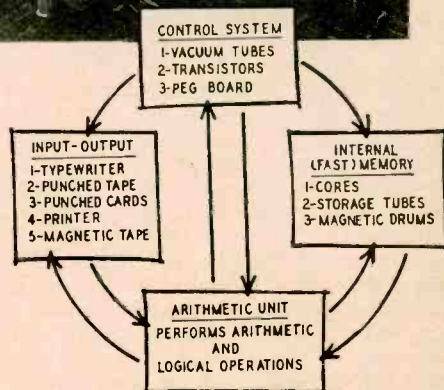 CONTROL SYSTEM
1-VACUUM TUBES
2-TRANSISTORS
3-PEG BOARD
INPUT-OUTPUT
1-TYPEWRITER
2-PUNCHED TAPE
3-PUNCHED CARDS
4-PRINTER
5-MAGNETIC TAPE
INTERNAL
(FAST) MEMORY
1-CORES
2-STORAGE TUBES
3-MAGNETIC DRUMS
ARITHMETIC UNIT
PERFORMS ARITHMETIC
AND
LOGICAL OPERATIONS